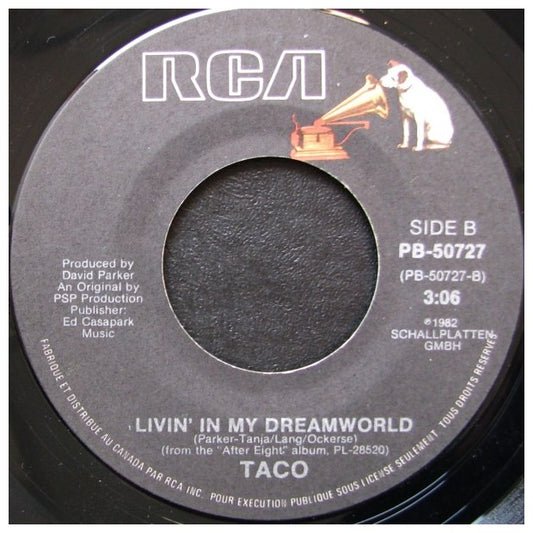 RCA
SIDE B
PB-50727
(PB-50727-B)
3:06
℗1982
SCHALLPLATTEN
GMBH
Produced by
David Parker
An Original by
PSP Production
Publisher:
Ed Casapark
Music
LIVIN' IN MY DREAMWORLD
(Parker-Tanja/Lang/Ockerse)
(from the "After Eight" album, PL-28520)
TACO
FABRIQUE ET DISTRIBUE AU CANADA PAR RCA INC. POUR EXECUTION PUBLIQUE SOUS LICENCE SEULEMENT. TOUS DROITS RESERVES